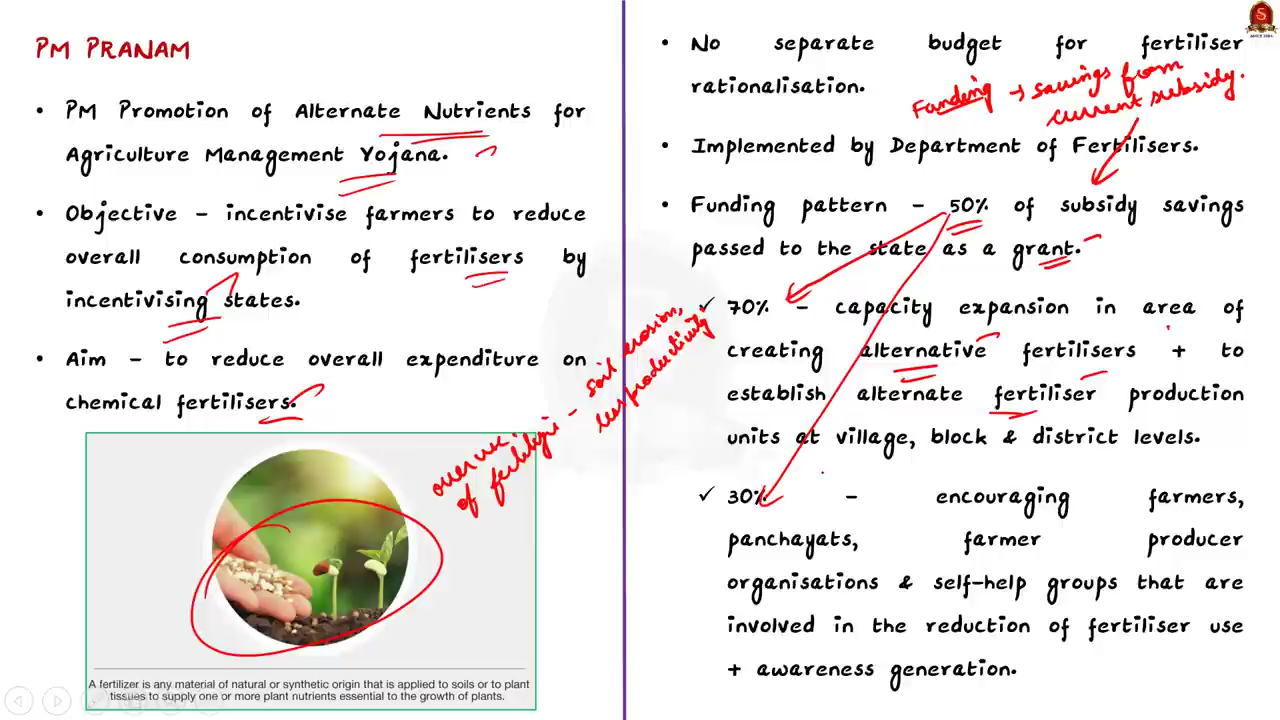 PM PRANAM
• PM Promotion of Alternate Nutrients for
Agriculture Management Yojana.
• Objective - incentivise farmers to reduce
overall consumption of fertilisers by
incentivising states.
• Aim - to reduce overall expenditure on
chemical fertilisers.
over use
of fertilizers - soil erosion,
less productivity
A fertilizer is any material of natural or synthetic origin that is applied to soils or to plant
tissues to supply one or more plant nutrients essential to the growth of plants.
• No separate budget for fertiliser
rationalisation.
Funding → savings from
current subsidy.
• Implemented by Department of Fertilisers.
• Funding pattern - 50% of subsidy savings
passed to the state as a grant.
✓ 70% - capacity expansion in area of
creating alternative fertilisers + to
establish alternate fertiliser production
units at village, block & district levels.
✓ 30% - encouraging farmers,
panchayats, farmer producer
organisations & self-help groups that are
involved in the reduction of fertiliser use
+ awareness generation.